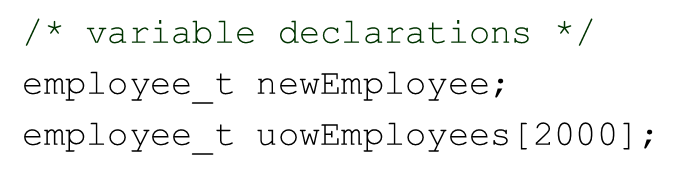 /* variable declarations */
employee_t newEmployee;
employee_t uowEmployees[2000];